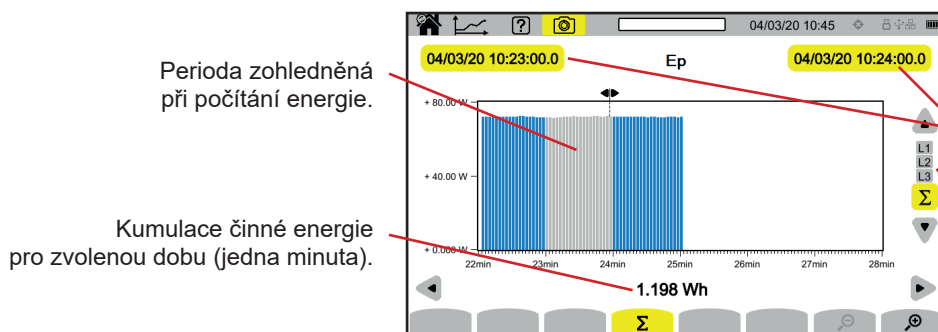 ? 04/03/20 10:45
04/03/20 10:23:00.0 Ep 04/03/20 10:24:00.0
Perioda zohledněná
při počítání energie.
+ 80.00 W
L1
L2
L3
Σ
+ 40.00 W
Kumulace činné energie
pro zvolenou dobu (jedna minuta).
+ 0.000 W
22min 23min 24min 25min 26min 27min 28min
1.198 Wh
Σ